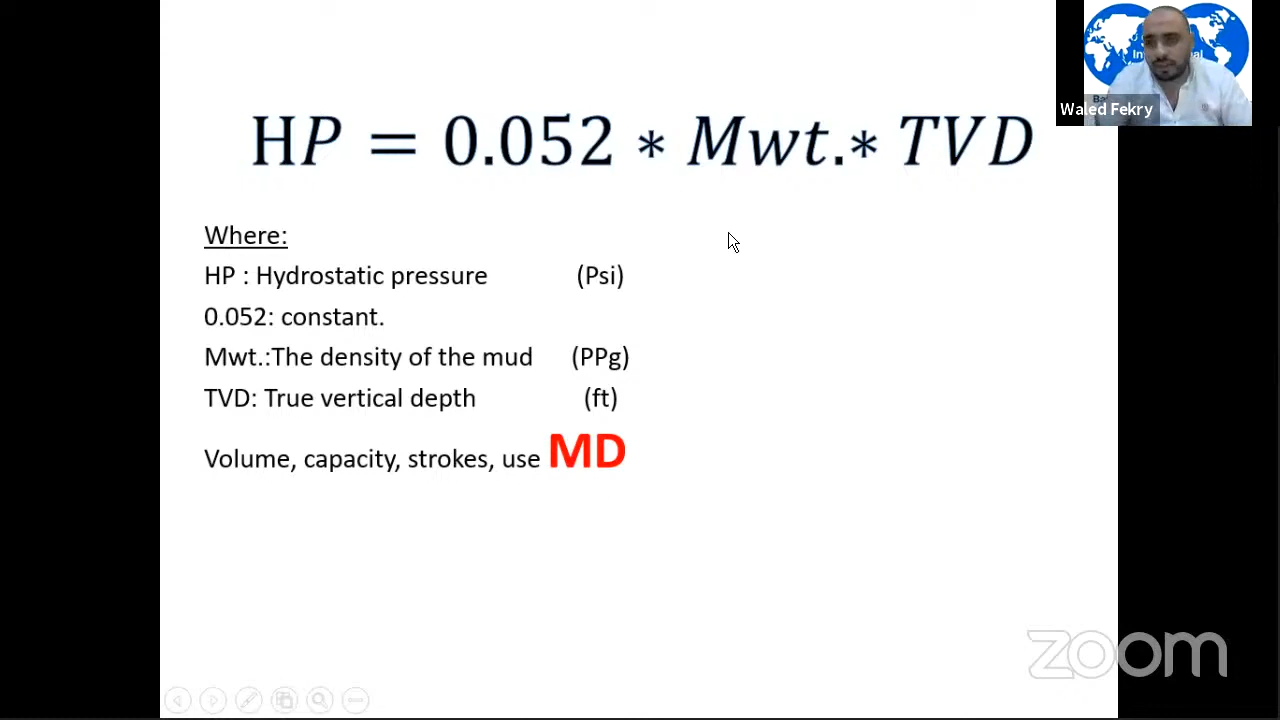 HP = 0.052 * Mwt.* TVD
Where:
HP : Hydrostatic pressure (Psi)
0.052: constant.
Mwt.:The density of the mud (PPg)
TVD: True vertical depth (ft)
Volume, capacity, strokes, use MD
Waled Fekry
zoom